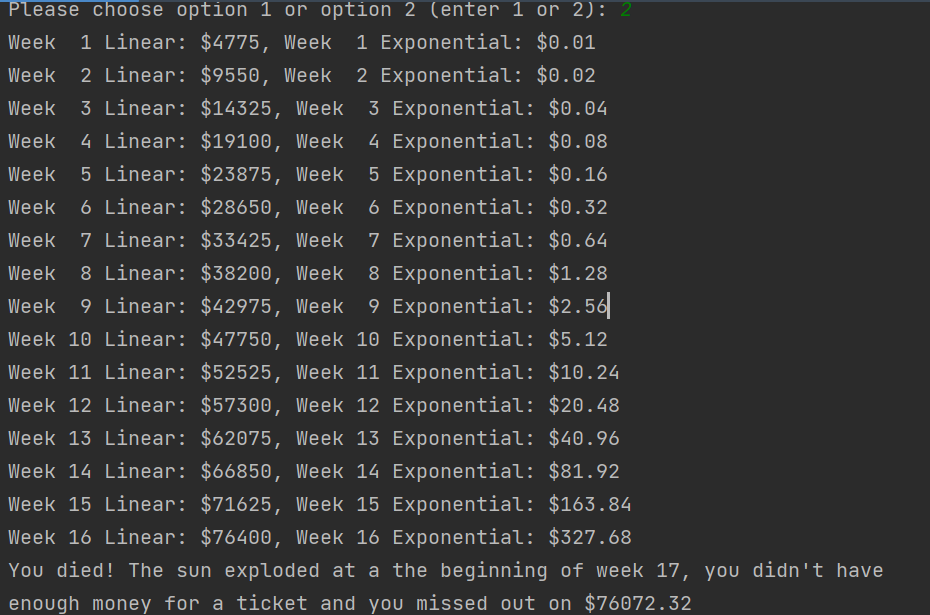 Please choose option 1 or option 2 (enter 1 or 2): 2
Week  1 Linear: $4775, Week  1 Exponential: $0.01
Week  2 Linear: $9550, Week  2 Exponential: $0.02
Week  3 Linear: $14325, Week  3 Exponential: $0.04
Week  4 Linear: $19100, Week  4 Exponential: $0.08
Week  5 Linear: $23875, Week  5 Exponential: $0.16
Week  6 Linear: $28650, Week  6 Exponential: $0.32
Week  7 Linear: $33425, Week  7 Exponential: $0.64
Week  8 Linear: $38200, Week  8 Exponential: $1.28
Week  9 Linear: $42975, Week  9 Exponential: $2.56
Week 10 Linear: $47750, Week 10 Exponential: $5.12
Week 11 Linear: $52525, Week 11 Exponential: $10.24
Week 12 Linear: $57300, Week 12 Exponential: $20.48
Week 13 Linear: $62075, Week 13 Exponential: $40.96
Week 14 Linear: $66850, Week 14 Exponential: $81.92
Week 15 Linear: $71625, Week 15 Exponential: $163.84
Week 16 Linear: $76400, Week 16 Exponential: $327.68
You died! The sun exploded at a the beginning of week 17, you didn't have
enough money for a ticket and you missed out on $76072.32